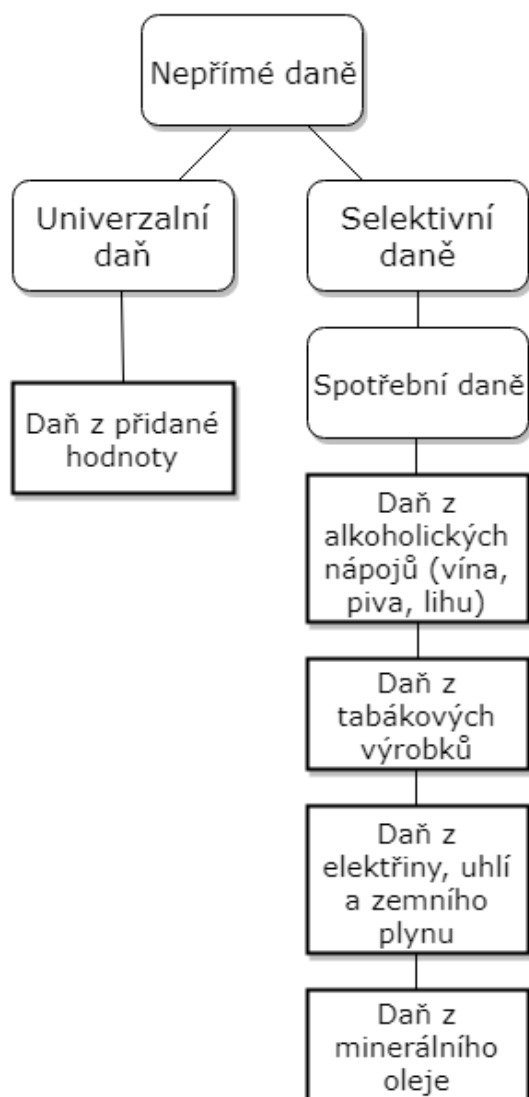 Nepřímé daně
Univerzalní
daň
Selektivní
daně
Daň z přidané
hodnoty
Spotřební daně
Daň z
alkoholických
nápojů (vína,
piva, lihu)
Daň z
tabákových
výrobků
Daň z
elektřiny, uhlí
a zemního
plynu
Daň z
minerálního
oleje